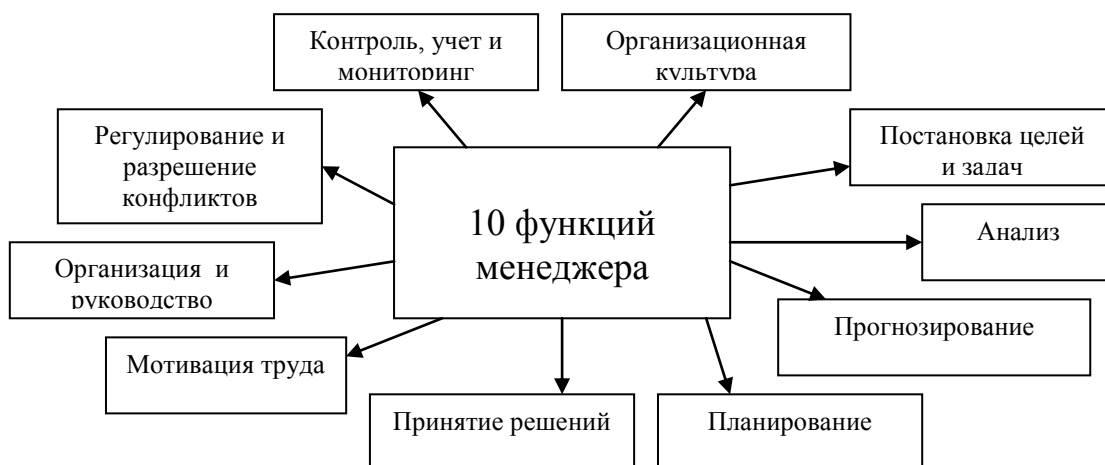 Контроль, учет и
мониторинг
Организационная
культура
Регулирование и
разрешение
конфликтов
Постановка целей
и задач
10 функций
менеджера
Анализ
Организация и
руководство
Прогнозирование
Мотивация труда
Принятие решений
Планирование